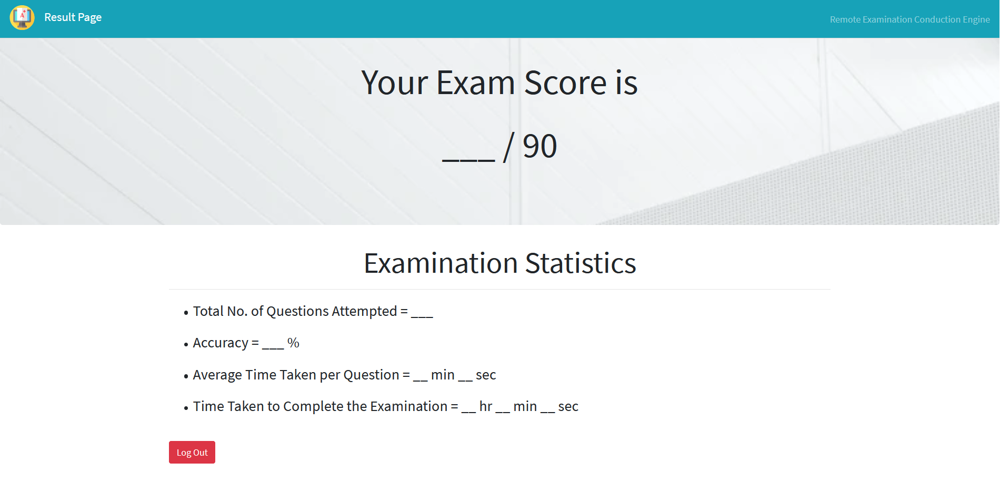 A+
Result Page
Remote Examination Conduction Engine
Your Exam Score is
___ / 90
Examination Statistics
• Total No. of Questions Attempted = ___
• Accuracy = ___ %
• Average Time Taken per Question = __ min __ sec
• Time Taken to Complete the Examination = __ hr __ min __ sec
Log Out